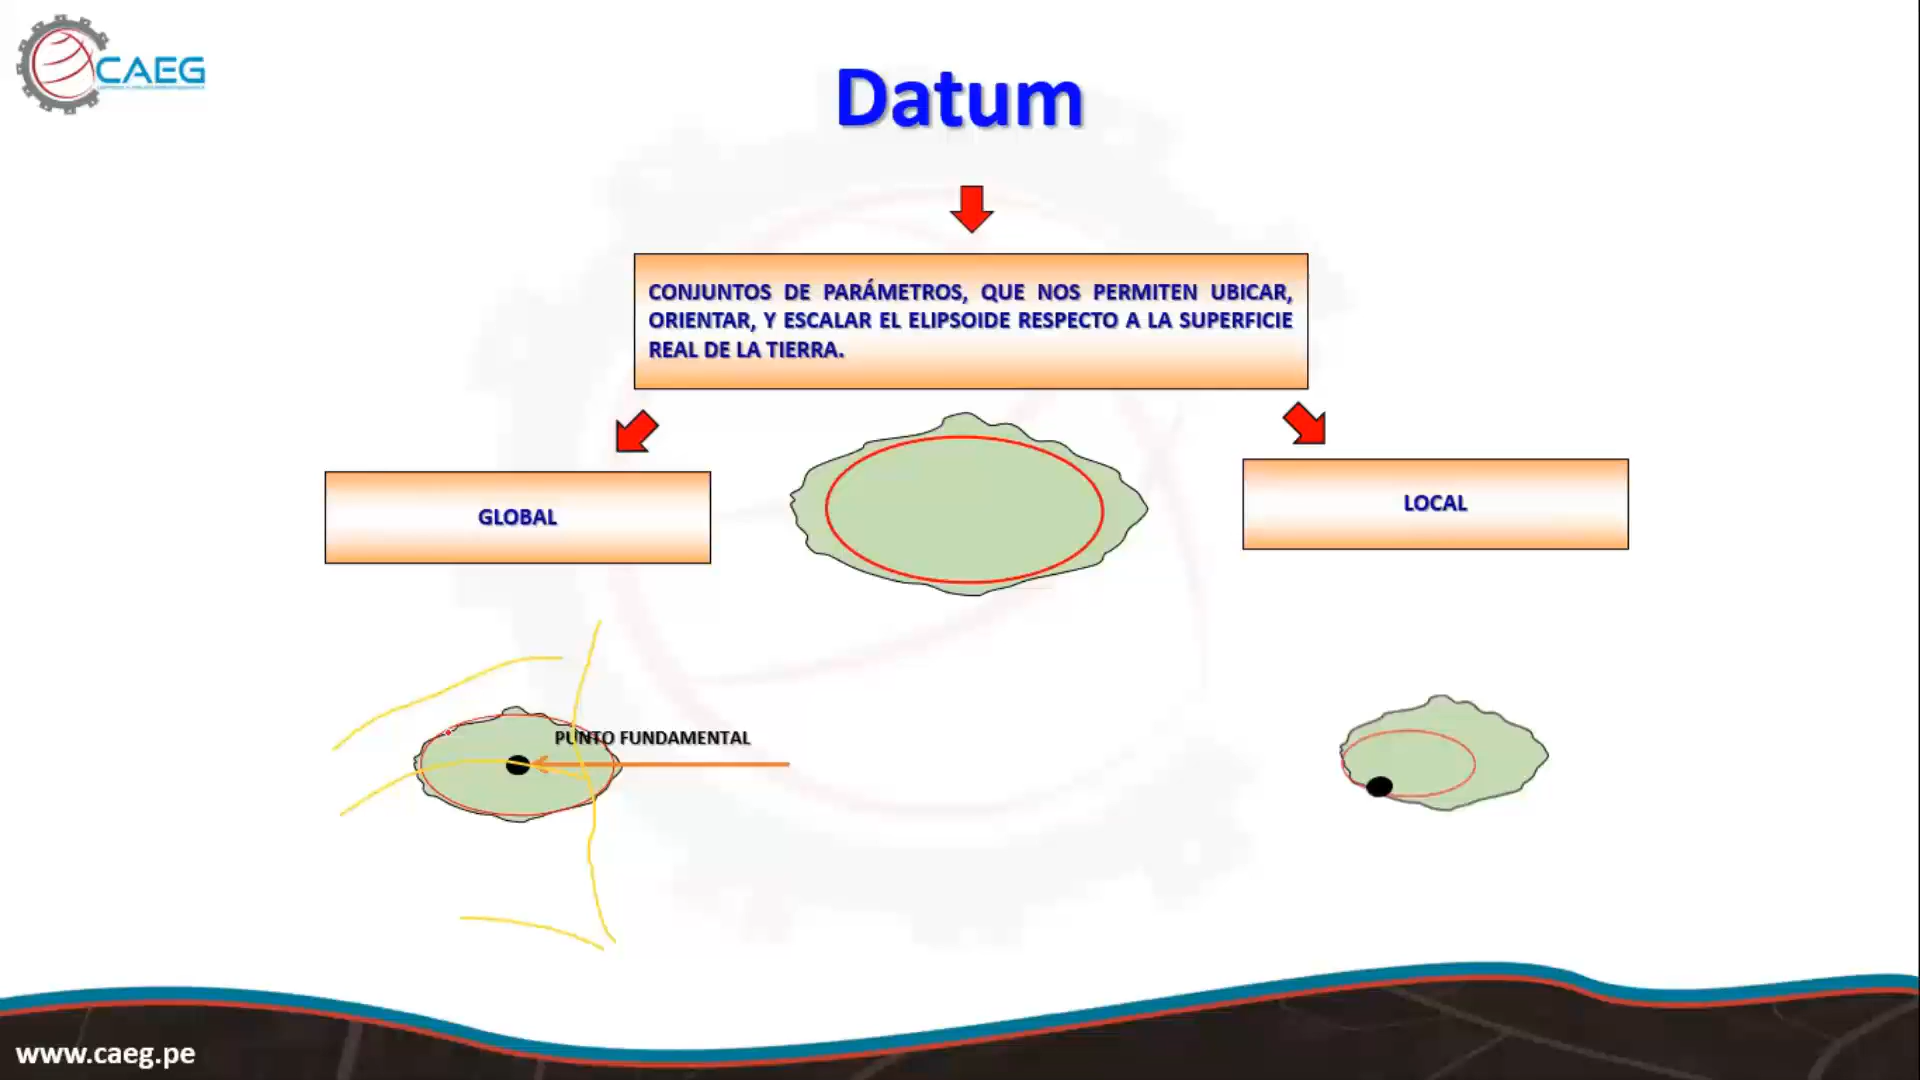 CAEG
Datum
CONJUNTOS DE PARÁMETROS, QUE NOS PERMITEN UBICAR,
ORIENTAR, Y ESCALAR EL ELIPSOIDE RESPECTO A LA SUPERFICIE
REAL DE LA TIERRA.
GLOBAL
LOCAL
PUNTO FUNDAMENTAL
www.caeg.pe